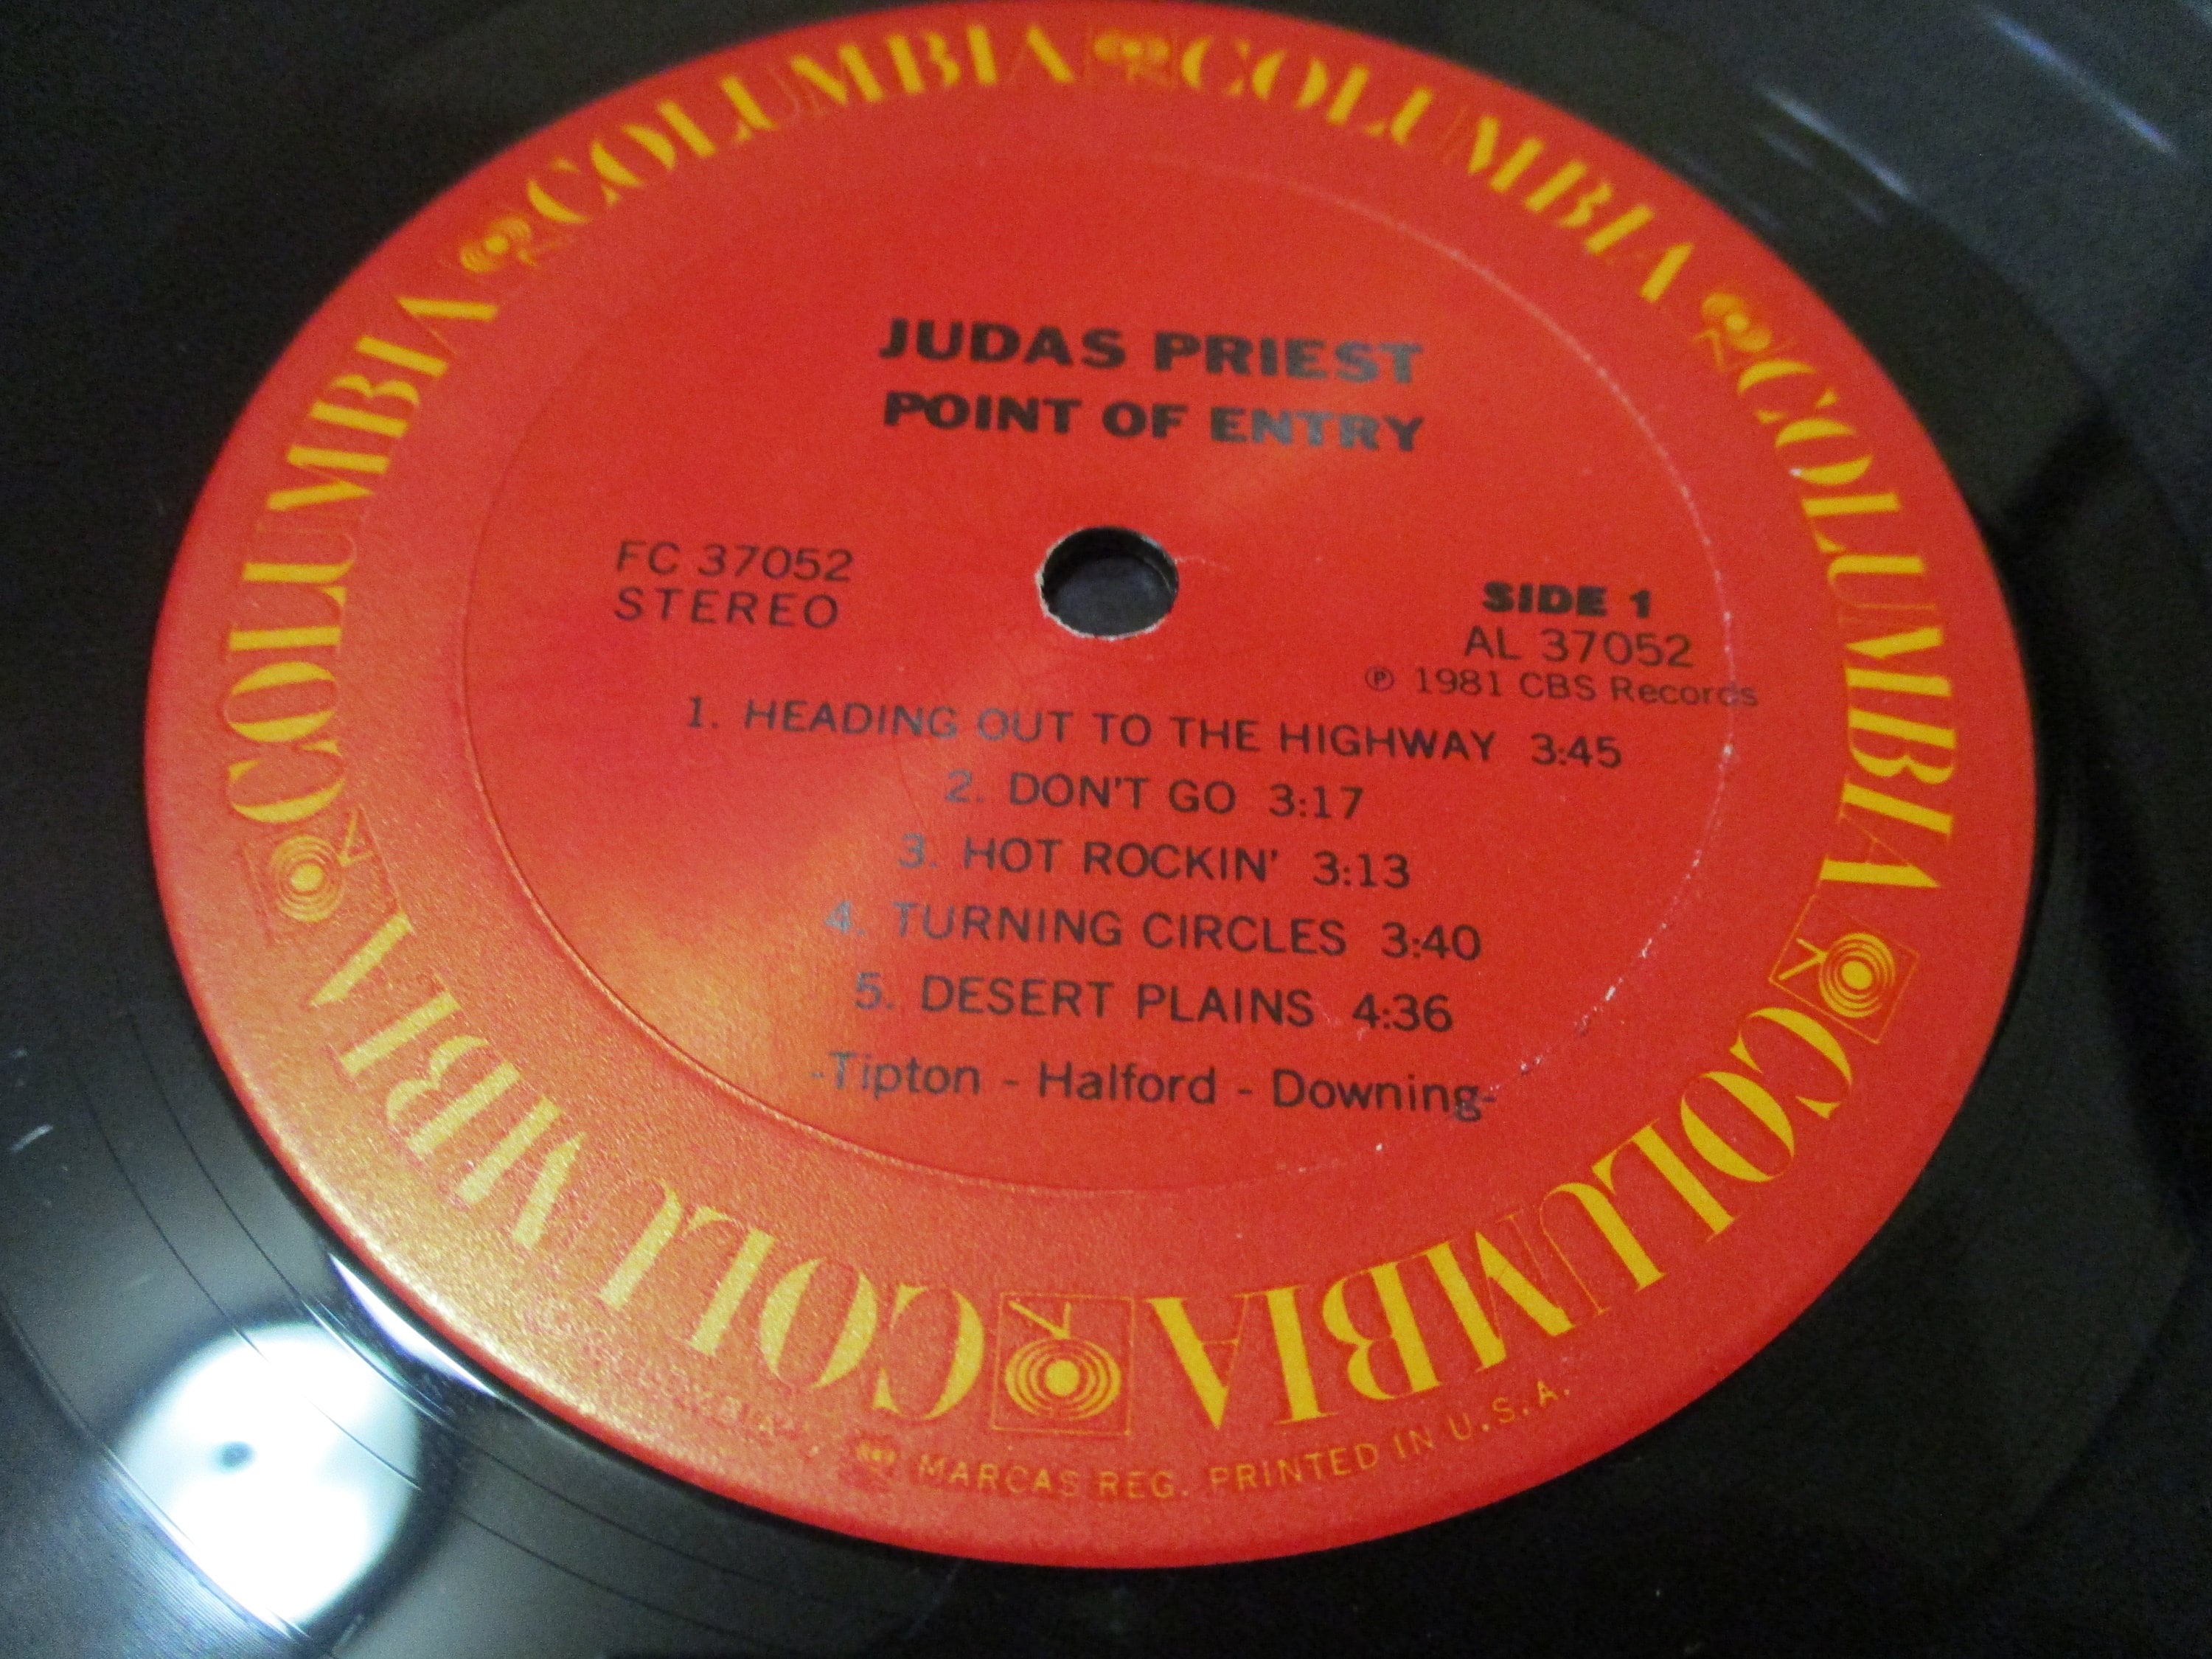 COLUMBIA COLUMBIA COLUMBIA COLUMBIA COLUMBIA COLUMBIA
JUDAS PRIEST
POINT OF ENTRY
FC 37052
STEREO
SIDE 1
AL 37052
℗ 1981 CBS Records
1. HEADING OUT TO THE HIGHWAY 3:45
2. DON'T GO 3:17
3. HOT ROCKIN' 3:13
4. TURNING CIRCLES 3:40
5. DESERT PLAINS 4:36
-Tipton - Halford - Downing-
MARCAS REG. PRINTED IN U.S.A.